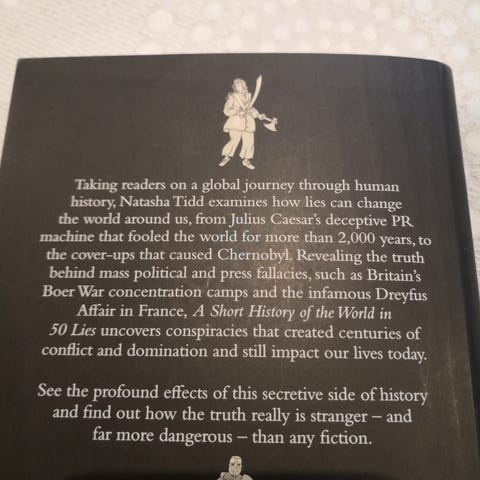 Taking readers on a global journey through human
history, Natasha Tidd examines how lies can change
the world around us, from Julius Caesar's deceptive PR
machine that fooled the world for more than 2,000 years, to
the cover-ups that caused Chernobyl. Revealing the truth
behind mass political and press fallacies, such as Britain's
Boer War concentration camps and the infamous Dreyfus
Affair in France, A Short History of the World in
50 Lies uncovers conspiracies that created centuries of
conflict and domination and still impact our lives today.
See the profound effects of this secretive side of history
and find out how the truth really is stranger – and
far more dangerous – than any fiction.